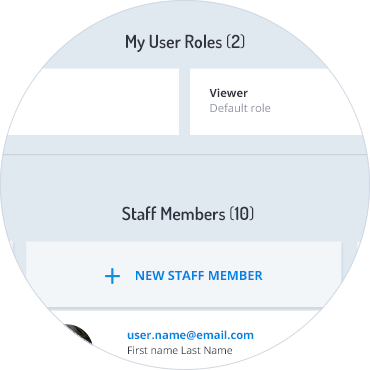 My User Roles (2)
Viewer
Default role
Staff Members (10)
+ NEW STAFF MEMBER
user.name@email.com
First name Last Name